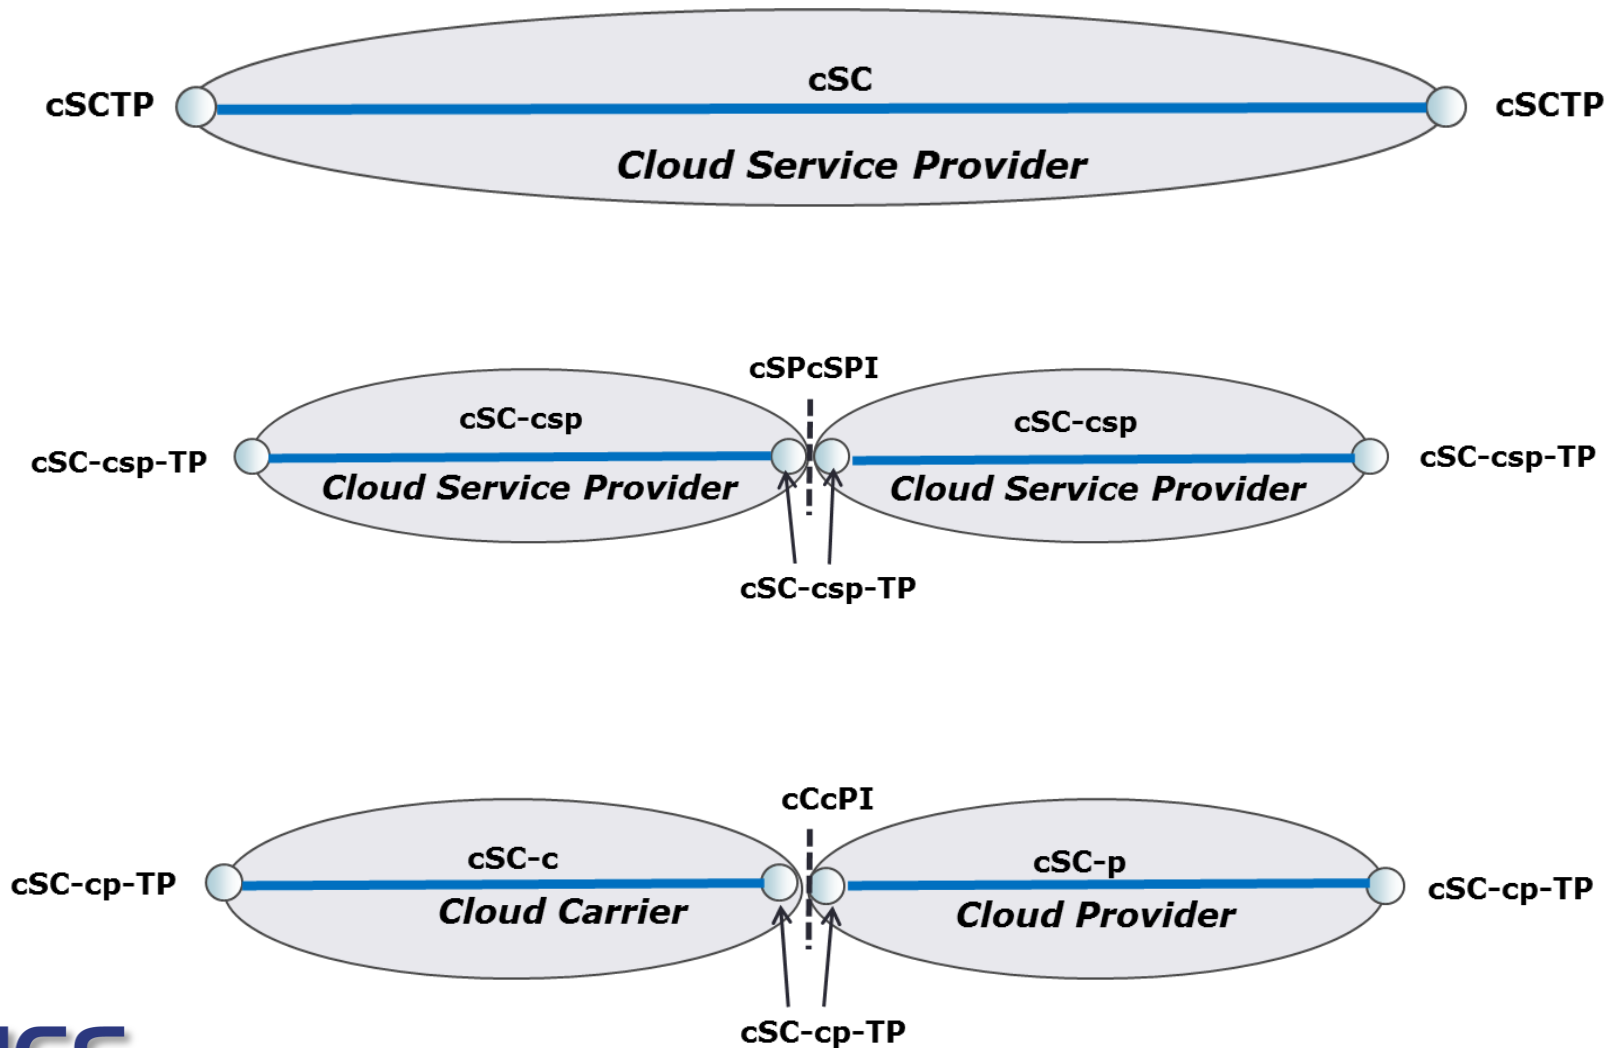 cSC
cSCTP
cSCTP
Cloud Service Provider
cSPcSPI
cSC-csp
cSC-csp
cSC-csp-TP
cSC-csp-TP
Cloud Service Provider
Cloud Service Provider
cSC-csp-TP
cCcPI
cSC-c
cSC-p
cSC-cp-TP
cSC-cp-TP
Cloud Carrier
Cloud Provider
cSC-cp-TP